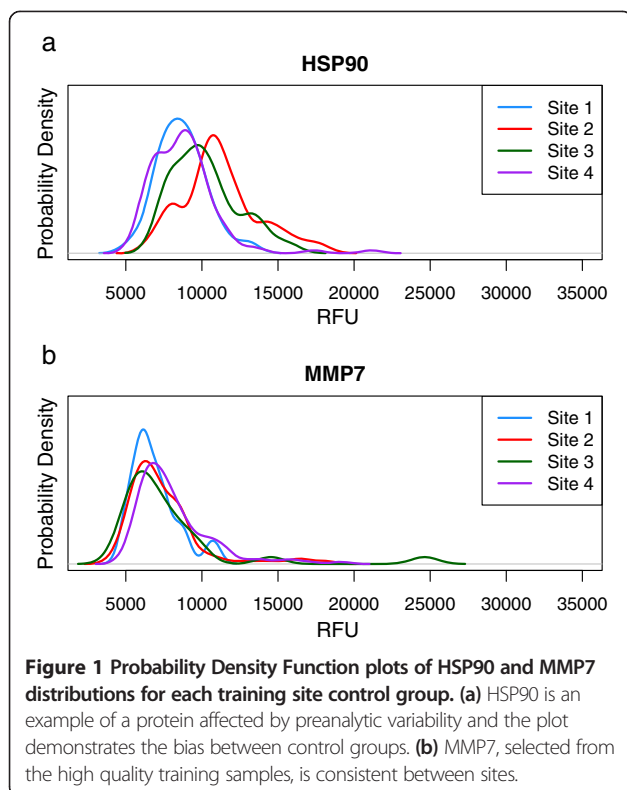 a
HSP90
Probability Density
Site 1
Site 2
Site 3
Site 4
5000 10000 15000 20000 25000 30000 35000
RFU
b
MMP7
Probability Density
Site 1
Site 2
Site 3
Site 4
5000 10000 15000 20000 25000 30000 35000
RFU
Figure 1 Probability Density Function plots of HSP90 and MMP7
distributions for each training site control group. (a) HSP90 is an
example of a protein affected by preanalytic variability and the plot
demonstrates the bias between control groups. (b) MMP7, selected from
the high quality training samples, is consistent between sites.